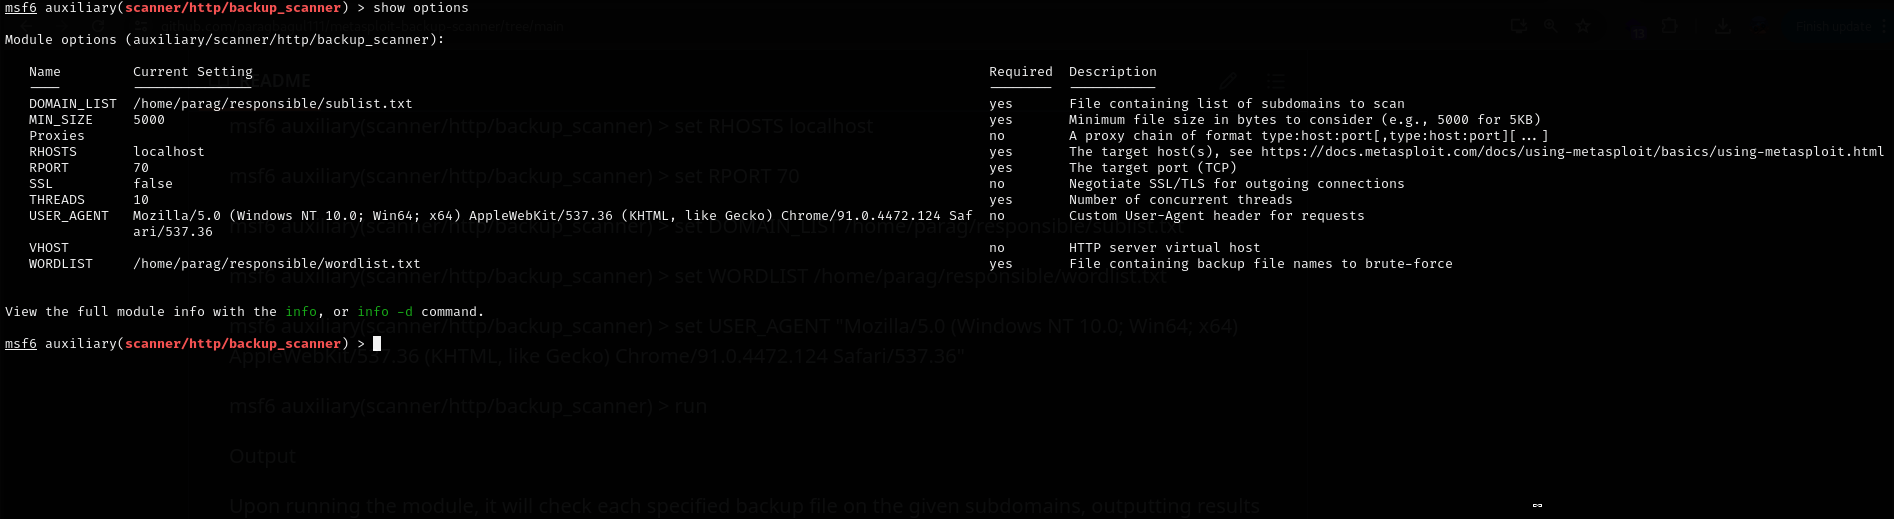 msf6 auxiliary(scanner/http/backup_scanner) > show options
Module options (auxiliary/scanner/http/backup_scanner):
Name Current Setting Required Description
README
DOMAIN_LIST /home/parag/responsible/sublist.txt yes File containing list of subdomains to scan
MIN_SIZE 5000 yes Minimum file size in bytes to consider (e.g., 5000 for 5KB)
msf6 auxiliary(scanner/http/backup_scanner) > set RHOSTS localhost
Proxies no A proxy chain of format type:host:port[,type:host:port][...]
RHOSTS localhost yes The target host(s), see https://docs.metasploit.com/docs/using-metasploit/basics/using-metasploit.html
RPORT 70 yes The target port (TCP)
msf6 auxiliary(scanner/http/backup_scanner) > set RPORT 70
SSL false no Negotiate SSL/TLS for outgoing connections
THREADS 10 yes Number of concurrent threads
USER_AGENT Mozilla/5.0 (Windows NT 10.0; Win64; x64) AppleWebKit/537.36 (KHTML, like Gecko) Chrome/91.0.4472.124 Saf no Custom User-Agent header for requests
ari/537.36
msf6 auxiliary(scanner/http/backup_scanner) > set DOMAIN_LIST /home/parag/responsible/sublist.txt
VHOST no HTTP server virtual host
WORDLIST /home/parag/responsible/wordlist.txt yes File containing backup file names to brute-force
msf6 auxiliary(scanner/http/backup_scanner) > set WORDLIST /home/parag/responsible/wordlist.txt
View the full module info with the info, or info -d command.
msf6 auxiliary(scanner/http/backup_scanner) > set USER_AGENT "Mozilla/5.0 (Windows NT 10.0; Win64; x64)
msf6 auxiliary(scanner/http/backup_scanner) >
AppleWebKit/537.36 (KHTML, like Gecko) Chrome/91.0.4472.124 Safari/537.36"
msf6 auxiliary(scanner/http/backup_scanner) > run
Output
Upon running the module, it will check each specified backup file on the given subdomains, outputting results
Finish update